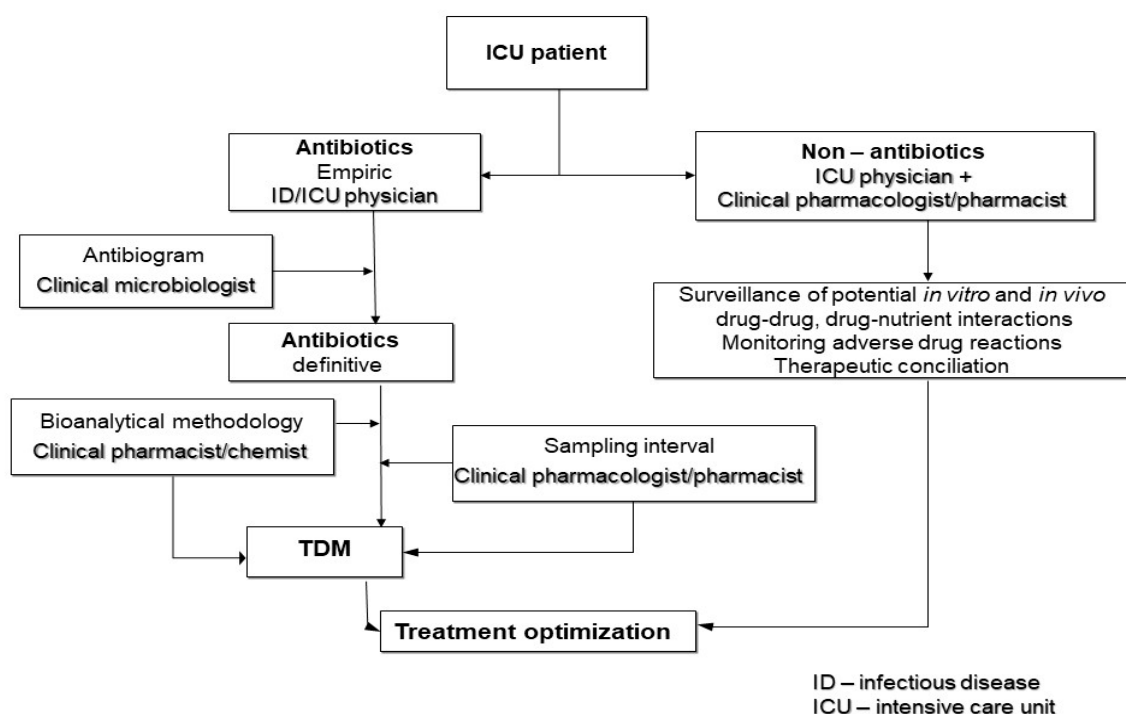 ICU patient
Antibiotics
Empiric
ID/ICU physician
Non – antibiotics
ICU physician +
Clinical pharmacologist/pharmacist
Antibiogram
Clinical microbiologist
Surveillance of potential in vitro and in vivo
drug-drug, drug-nutrient interactions
Monitoring adverse drug reactions
Therapeutic conciliation
Antibiotics
definitive
Bioanalytical methodology
Clinical pharmacist/chemist
Sampling interval
Clinical pharmacologist/pharmacist
TDM
Treatment optimization
ID – infectious disease
ICU – intensive care unit